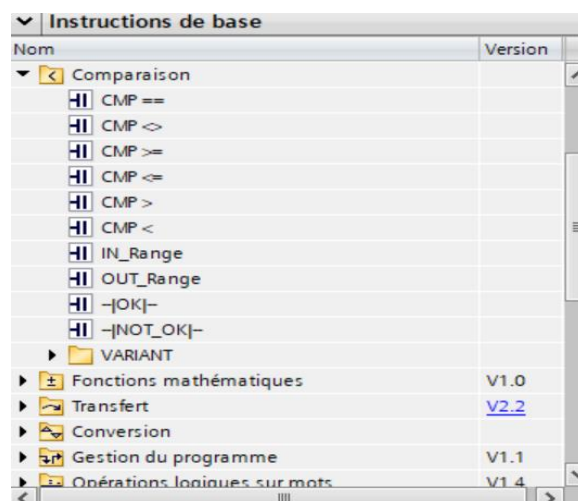 Instructions de base
Nom Version
Comparaison
CMP ==
CMP <>
CMP >=
CMP <=
CMP >
CMP <
IN_Range
OUT_Range
-|OK|-
-|NOT_OK|-
VARIANT
Fonctions mathématiques V1.0
Transfert V2.2
Conversion
Gestion du programme V1.1
Opérations logiques sur mots V1.4